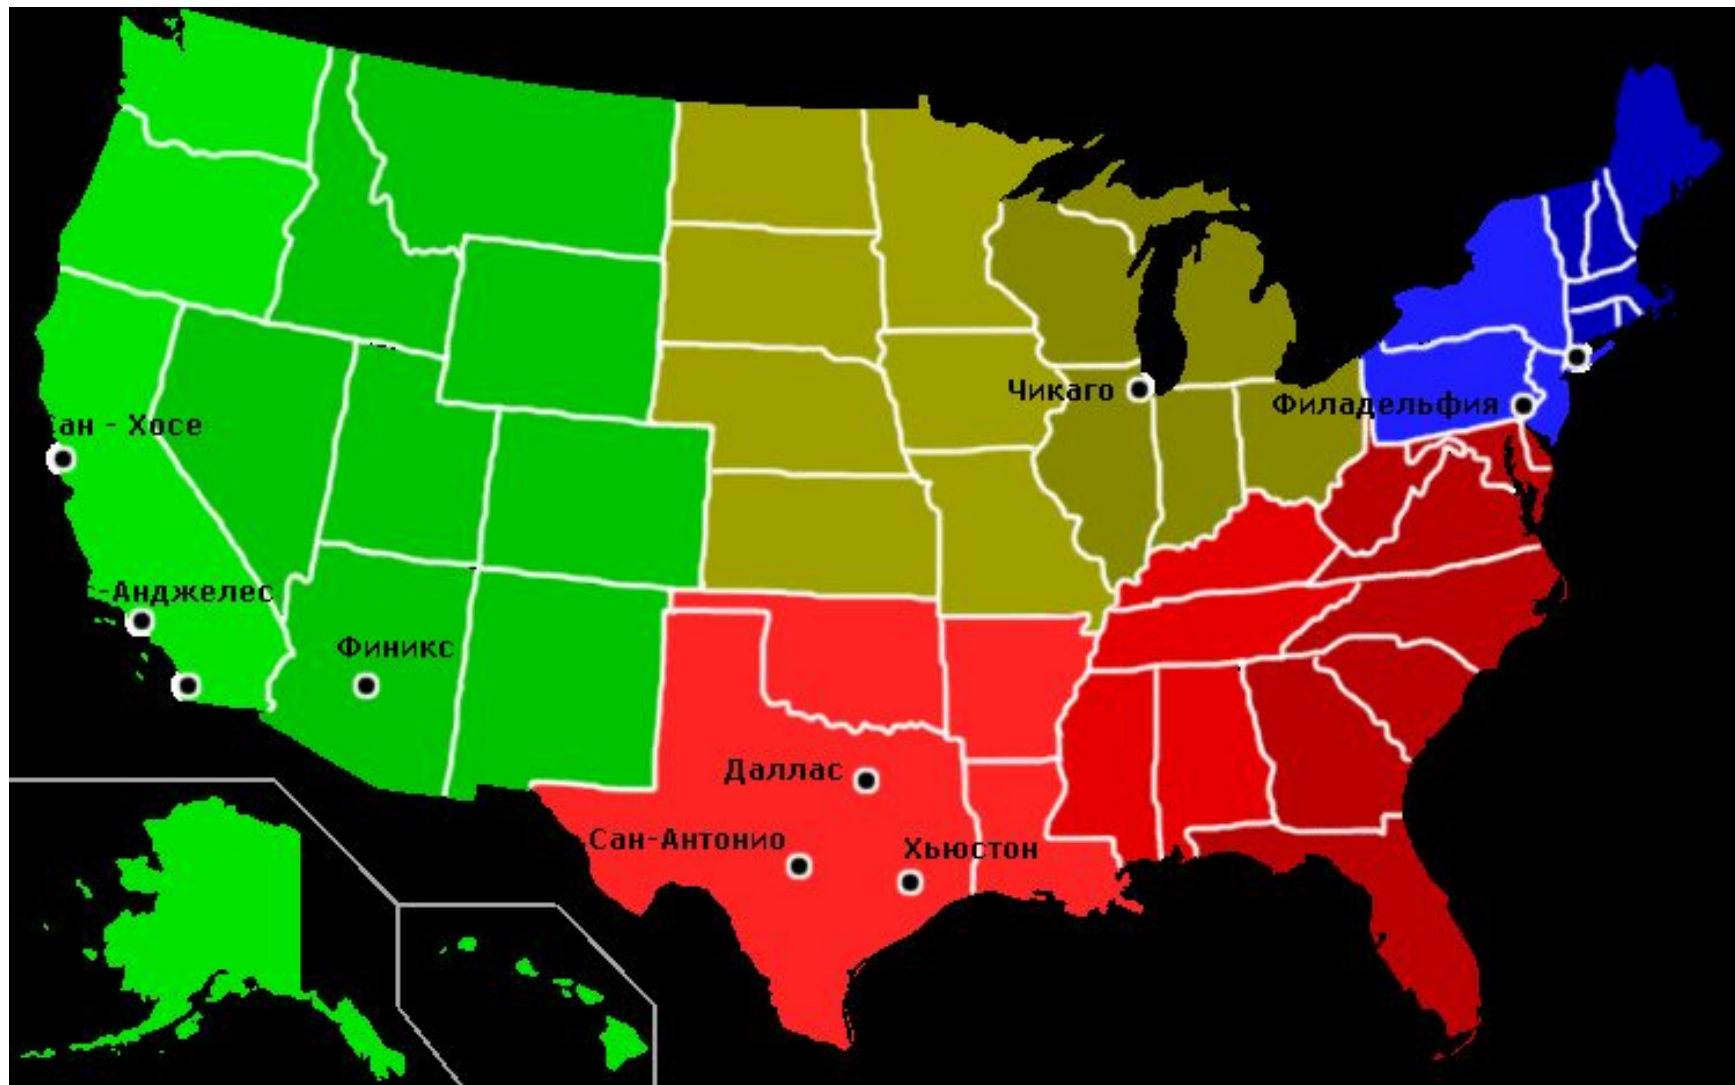 Чикаго
Филадельфия
ан - Хосе
-Анджелес
Финикс
Даллас
Сан-Антонио
Хьюстон